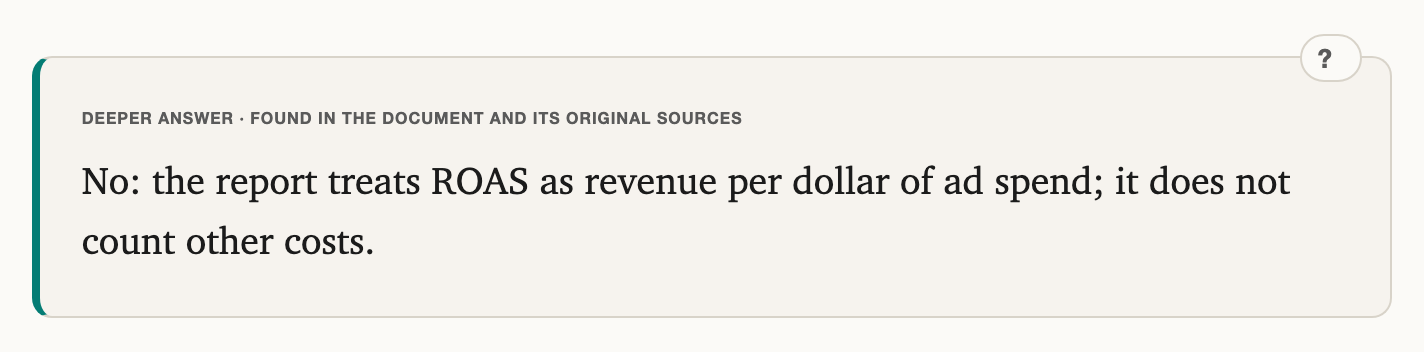 ?
DEEPER ANSWER · FOUND IN THE DOCUMENT AND ITS ORIGINAL SOURCES
No: the report treats ROAS as revenue per dollar of ad spend; it does not
count other costs.